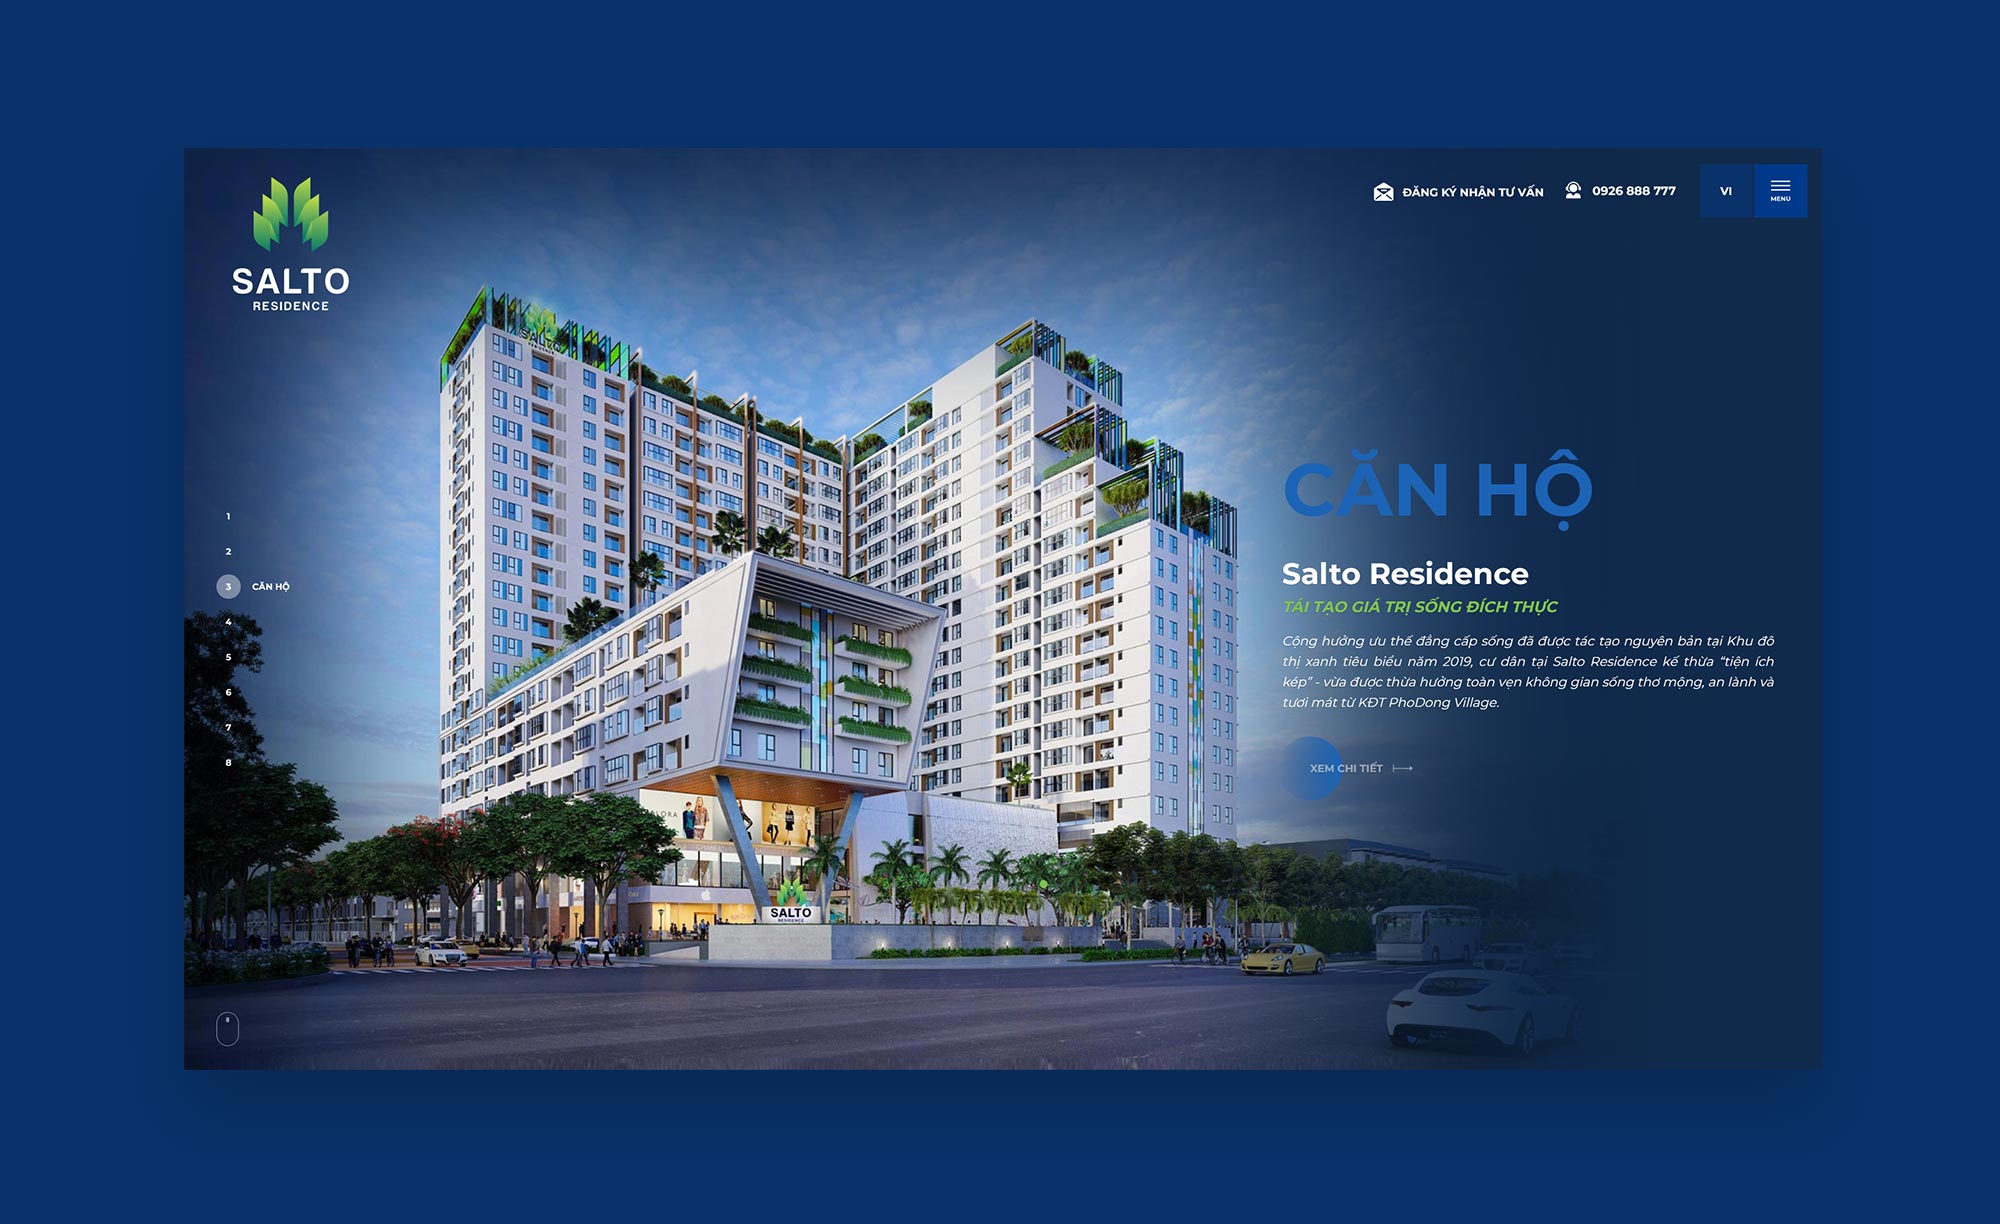 SALTO
RESIDENCE
ĐĂNG KÝ NHẬN TƯ VẤN
0926 888 777
VI
MENU
SALTO
CĂN HỘ
Salto Residence
TÁI TẠO GIÁ TRỊ SỐNG ĐÍCH THỰC
Cộng hưởng ưu thế đẳng cấp sống đã được tác tạo nguyên bản tại Khu đô
thị xanh tiêu biểu năm 2019, cư dân tại Salto Residence kế thừa “tiện ích
kép” - vừa được thừa hưởng toàn vẹn không gian sống thơ mộng, an lành và
tươi mát từ KĐT PhoDong Village.
XEM CHI TIẾT
1
2
3 CĂN HỘ
4
5
6
7
8
SALTO
RESIDENCE